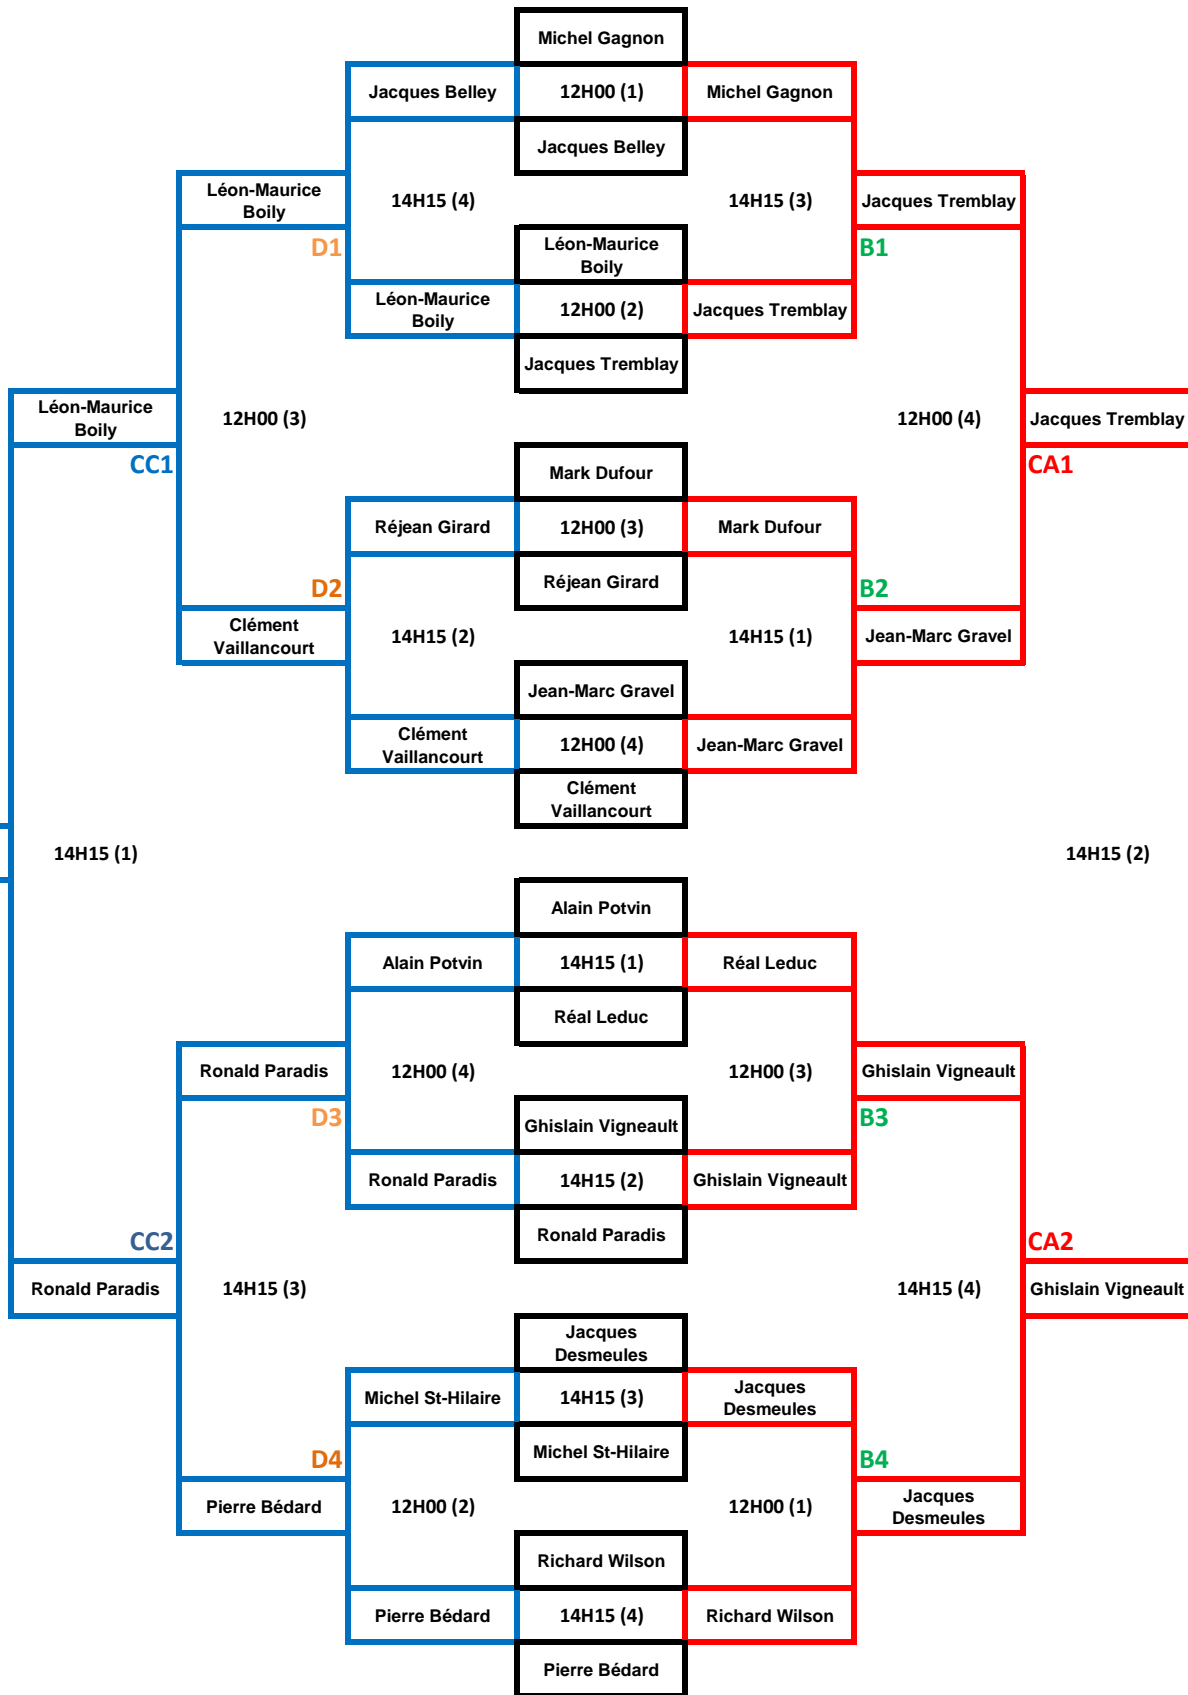 Michel Gagnon
Jacques Belley 12H00 (1) Michel Gagnon
Jacques Belley
Léon-Maurice
Boily
14H15 (4) 14H15 (3) Jacques Tremblay
D1 Léon-Maurice
Boily
B1
Léon-Maurice
Boily
12H00 (2) Jacques Tremblay
Jacques Tremblay
Léon-Maurice
Boily
12H00 (3) 12H00 (4) Jacques Tremblay
CC1 Mark Dufour CA1
Réjean Girard 12H00 (3) Mark Dufour
D2 Réjean Girard B2
Clément
Vaillancourt
14H15 (2) 14H15 (1) Jean-Marc Gravel
Jean-Marc Gravel
Clément
Vaillancourt
12H00 (4) Jean-Marc Gravel
Clément
Vaillancourt
14H15 (1) 14H15 (2)
Alain Potvin
Alain Potvin 14H15 (1) Réal Leduc
Réal Leduc
Ronald Paradis 12H00 (4) 12H00 (3) Ghislain Vigneault
D3 Ghislain Vigneault B3
Ronald Paradis 14H15 (2) Ghislain Vigneault
CC2 Ronald Paradis CA2
Ronald Paradis 14H15 (3) 14H15 (4) Ghislain Vigneault
Jacques
Desmeules
Michel St-Hilaire 14H15 (3) Jacques
Desmeules
D4 Michel St-Hilaire B4
Pierre Bédard 12H00 (2) 12H00 (1) Jacques
Desmeules
Richard Wilson
Pierre Bédard 14H15 (4) Richard Wilson
Pierre Bédard